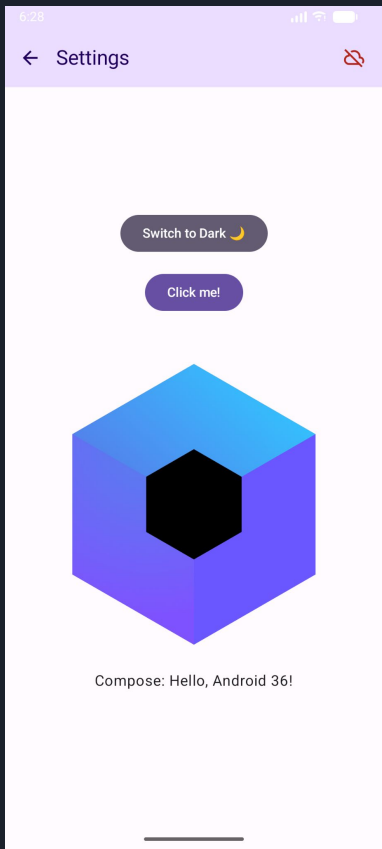 6:28
Settings
Switch to Dark 🌙
Click me!
Compose: Hello, Android 36!